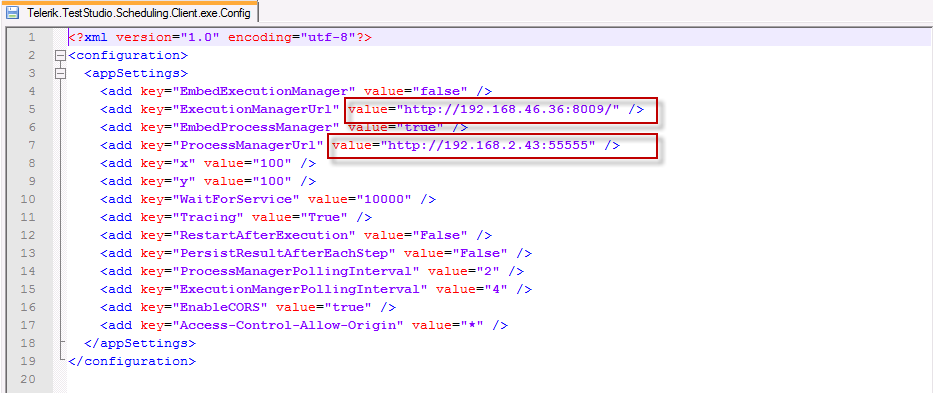 Telerik.TestStudio.Scheduling.Client.exe.Config
1 <?xml version="1.0" encoding="utf-8"?>
2 <configuration>
3 <appSettings>
4 <add key="EmbedExecutionManager" value="false" />
5 <add key="ExecutionManagerUrl" value="http://192.168.46.36:8009/" />
6 <add key="EmbedProcessManager" value="true" />
7 <add key="ProcessManagerUrl" value="http://192.168.2.43:55555" />
8 <add key="x" value="100" />
9 <add key="y" value="100" />
10 <add key="WaitForService" value="10000" />
11 <add key="Tracing" value="True" />
12 <add key="RestartAfterExecution" value="False" />
13 <add key="PersistResultAfterEachStep" value="False" />
14 <add key="ProcessManagerPollingInterval" value="2" />
15 <add key="ExecutionMangerPollingInterval" value="4" />
16 <add key="EnableCORS" value="true" />
17 <add key="Access-Control-Allow-Origin" value="*" />
18 </appSettings>
19 </configuration>
20